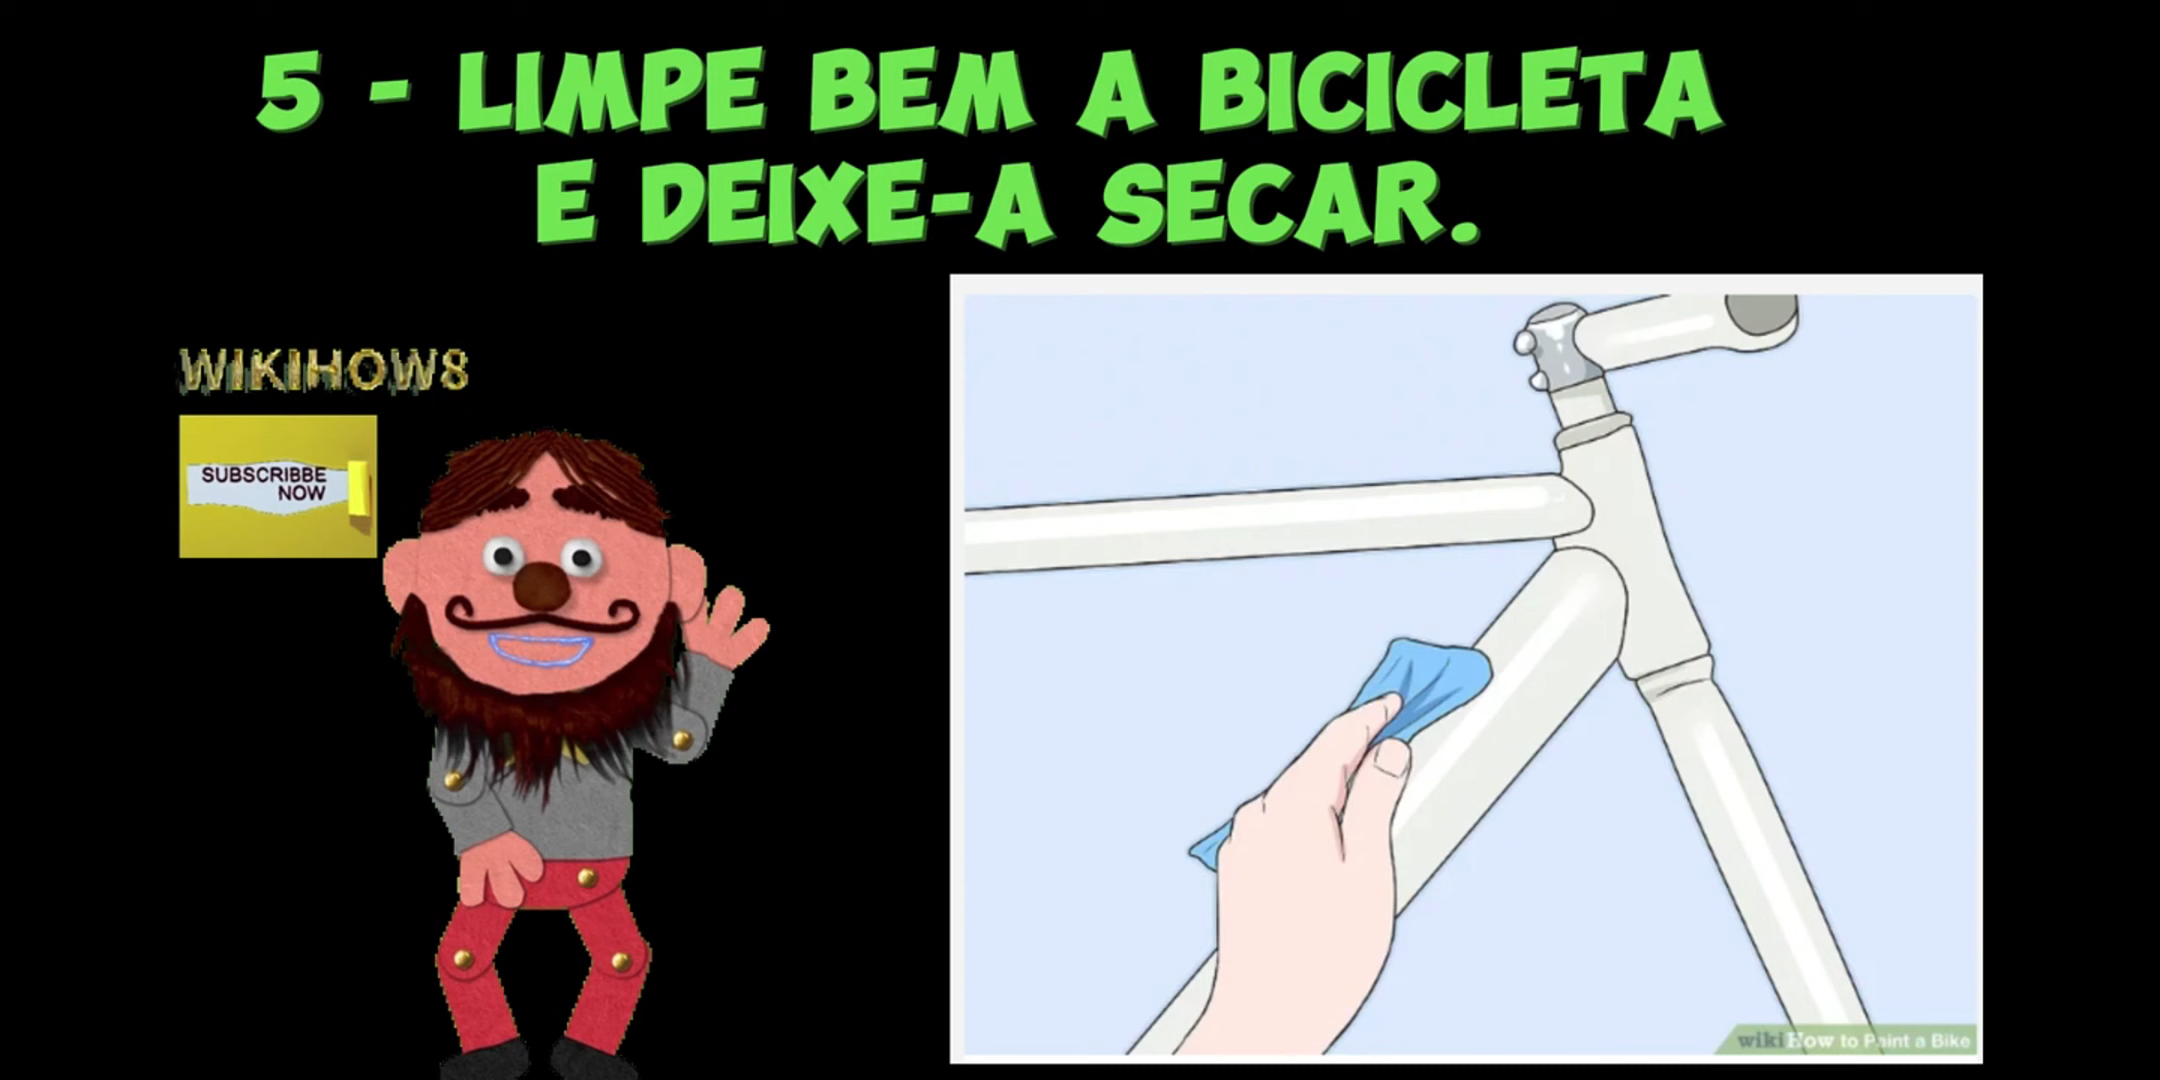 5 - LIMPE BEM A BICICLETA
E DEIXE-A SECAR.
WIKIHOW8
SUBSCRIBBE
NOW
wikiHow to Paint a Bike